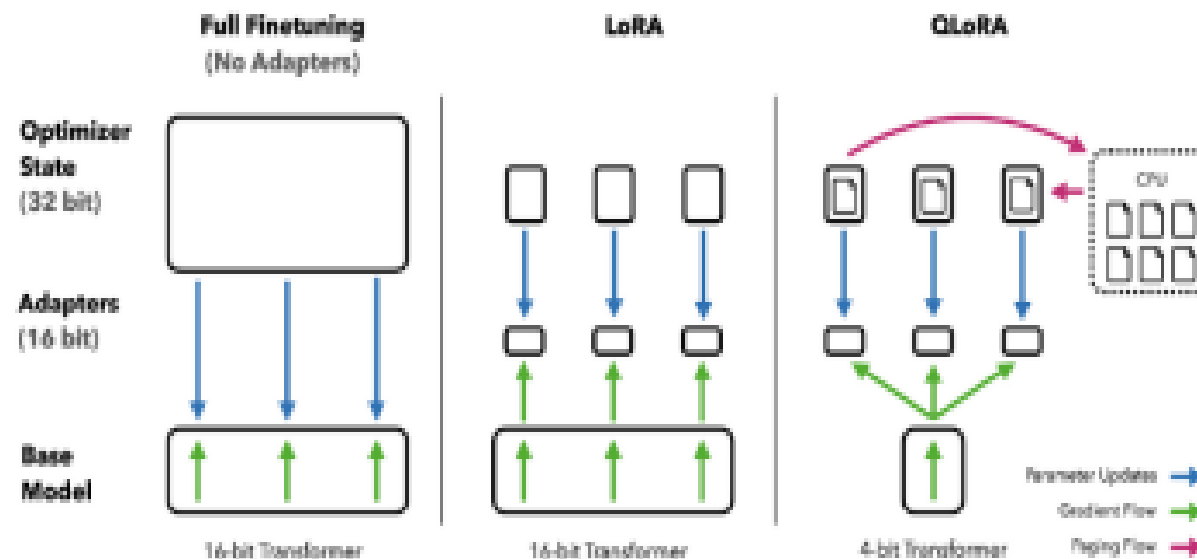 Full Finetuning
(No Adapters)
LoRA
QLoRA
Optimizer
State
(32 bit)
CPU
Adapters
(16 bit)
Base
Model
Parameter Updates
Gradient Flow
Paging Flow
16-bit Transformer
16-bit Transformer
4-bit Transformer